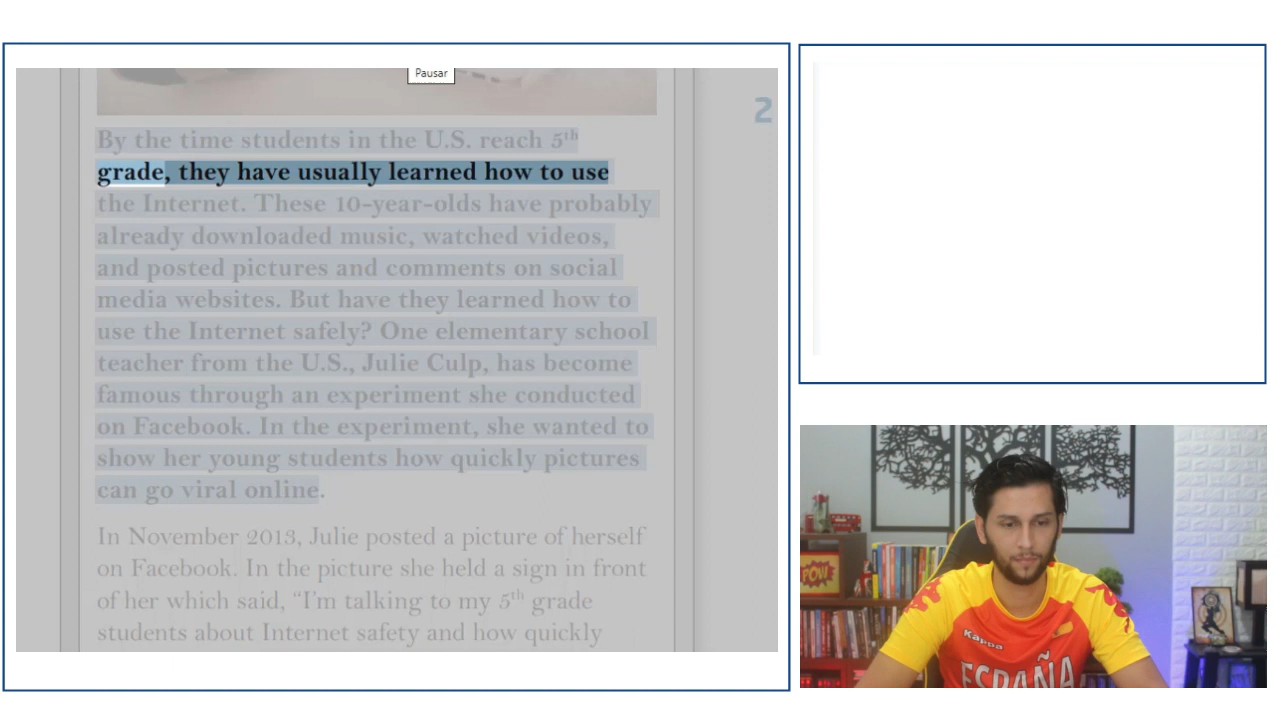 Pausar
2
By the time students in the U.S. reach 5th
grade, they have usually learned how to use
the Internet. These 10-year-olds have probably
already downloaded music, watched videos,
and posted pictures and comments on social
media websites. But have they learned how to
use the Internet safely? One elementary school
teacher from the U.S., Julie Culp, has become
famous through an experiment she conducted
on Facebook. In the experiment, she wanted to
show her young students how quickly pictures
can go viral online.
In November 2013, Julie posted a picture of herself
on Facebook. In the picture she held a sign in front
of her which said, “I’m talking to my 5th grade
students about Internet safety and how quickly
POW
Kappa
ESPAÑA